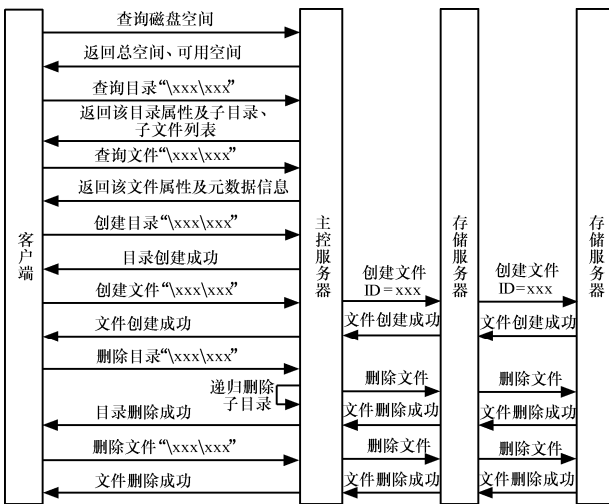 查询磁盘空间
返回总空间、可用空间
查询目录“\xxx\xxx”
返回该目录属性及子目录、
子文件列表
查询文件“\xxx\xxx”
返回该文件属性及元数据信息
创建目录“\xxx\xxx”
目录创建成功
创建文件“\xxx\xxx”
文件创建成功
删除目录“\xxx\xxx”
递归删除
子目录
目录删除成功
删除文件“\xxx\xxx”
文件删除成功
客户端
主控服务器
创建文件
ID=xxx
文件创建成功
删除文件
文件删除成功
删除文件
文件删除成功
存储服务器
创建文件
ID=xxx
文件创建成功
删除文件
文件删除成功
删除文件
文件删除成功
存储服务器